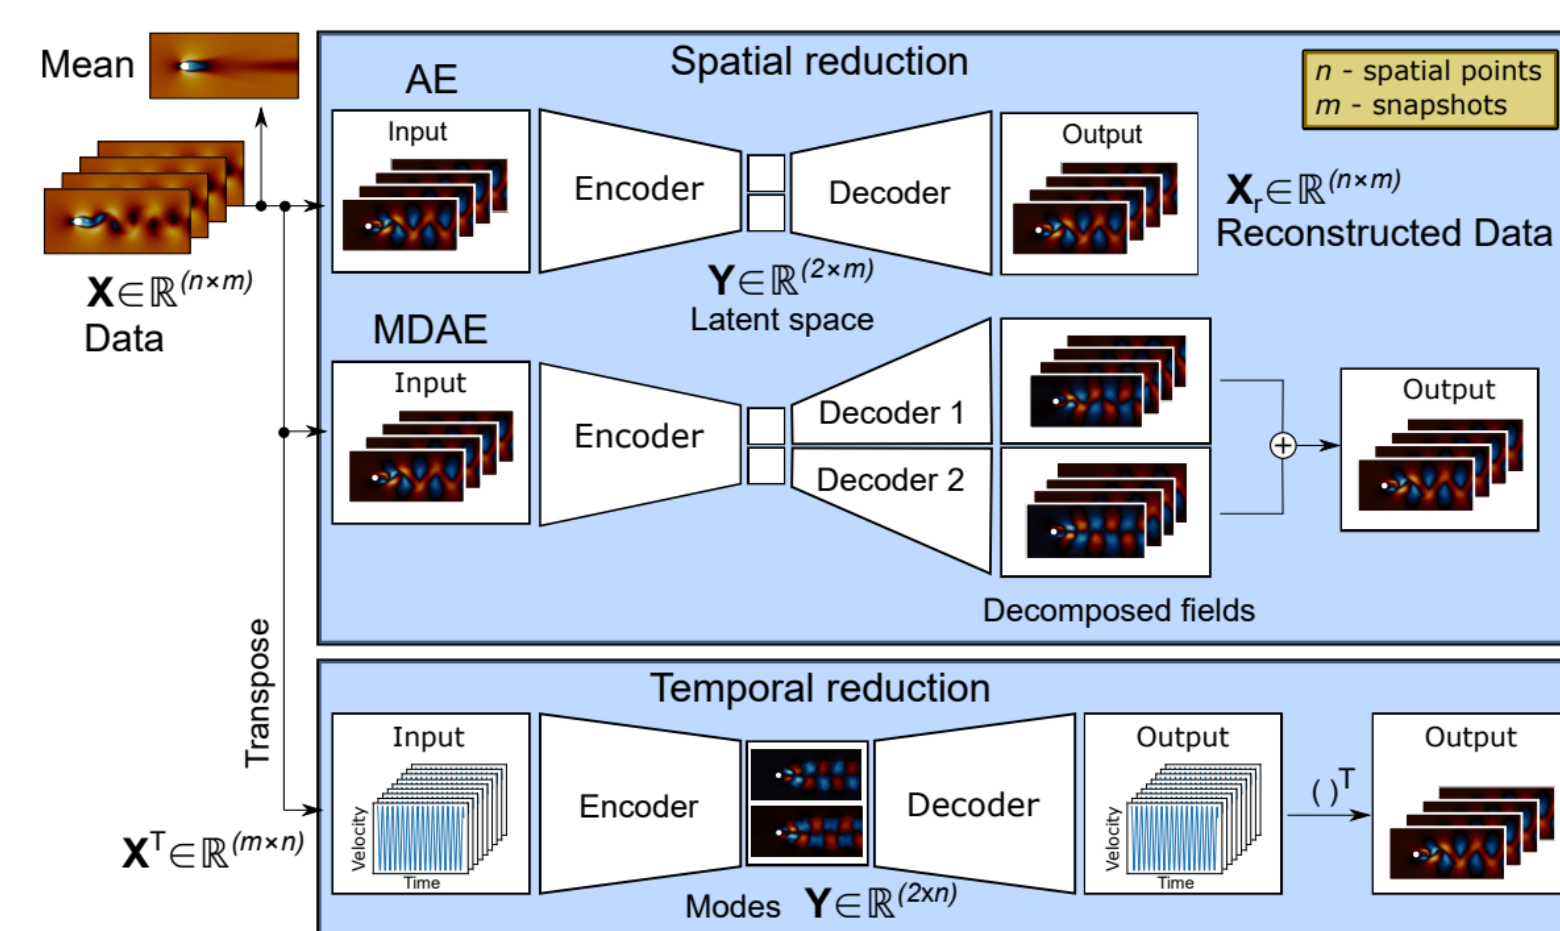 Mean
Spatial reduction
n - spatial points
m - snapshots
AE
Input
Encoder
Decoder
Output
X∈ℝ(n×m)
Data
Y∈ℝ(2×m)
Latent space
Xr∈ℝ(n×m)
Reconstructed Data
MDAE
Input
Encoder
Decoder 1
Decoder 2
+
Output
Decomposed fields
Transpose
Temporal reduction
XT∈ℝ(m×n)
Input
Velocity
Time
Encoder
Modes Y∈ℝ(2xn)
Decoder
Output
Velocity
Time
( )T
Output